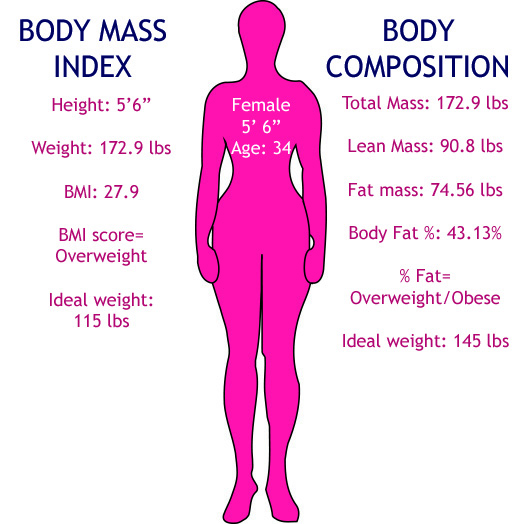 BODY MASS
INDEX
Height: 5’6”
Weight: 172.9 lbs
BMI: 27.9
BMI score=
Overweight
Ideal weight:
115 lbs
Female
5’ 6”
Age: 34
BODY
COMPOSITION
Total Mass: 172.9 lbs
Lean Mass: 90.8 lbs
Fat mass: 74.56 lbs
Body Fat %: 43.13%
% Fat=
Overweight/Obese
Ideal weight: 145 lbs